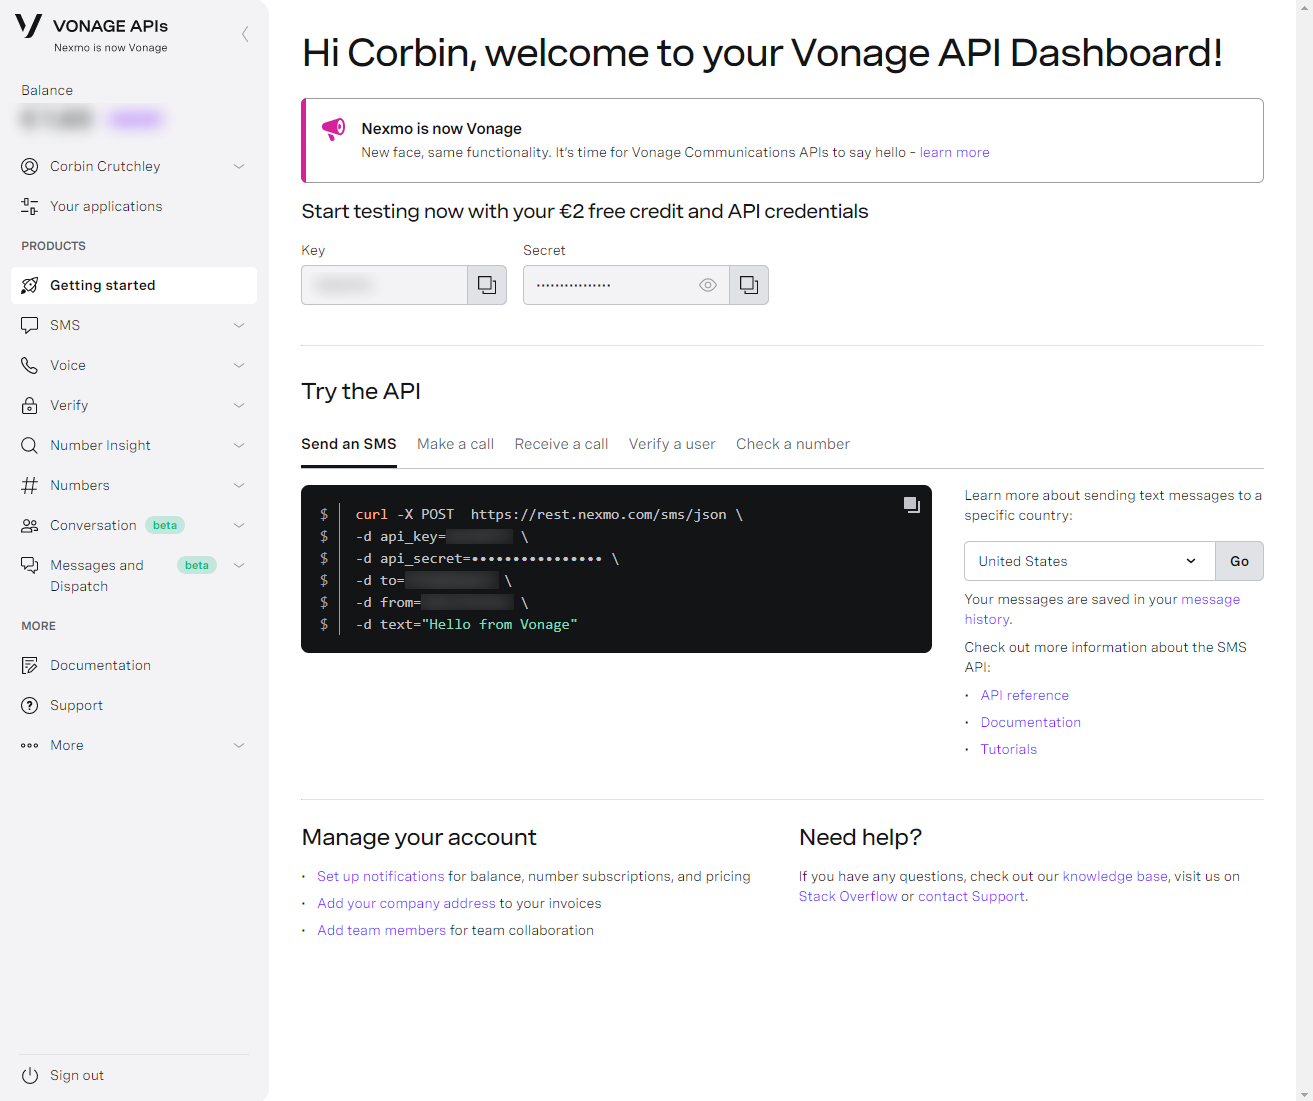 VONAGE APIs
Nexmo is now Vonage
Balance
Corbin Crutchley
Your applications
PRODUCTS
Getting started
SMS
Voice
Verify
Number Insight
Numbers
Conversation beta
Messages and beta
Dispatch
MORE
Documentation
Support
More
Sign out
Hi Corbin, welcome to your Vonage API Dashboard!
Nexmo is now Vonage
New face, same functionality. It's time for Vonage Communications APIs to say hello - learn more
Start testing now with your €2 free credit and API credentials
Key Secret
••••••••••••••••
Try the API
Send an SMS Make a call Receive a call Verify a user Check a number
$ curl -X POST https://rest.nexmo.com/sms/json \
$ -d api_key= \
$ -d api_secret=•••••••••••••••• \
$ -d to= \
$ -d from= \
$ -d text="Hello from Vonage"
Learn more about sending text messages to a
specific country:
United States Go
Your messages are saved in your message
history.
Check out more information about the SMS
API:
• API reference
• Documentation
• Tutorials
Manage your account
• Set up notifications for balance, number subscriptions, and pricing
• Add your company address to your invoices
• Add team members for team collaboration
Need help?
If you have any questions, check out our knowledge base, visit us on
Stack Overflow or contact Support.